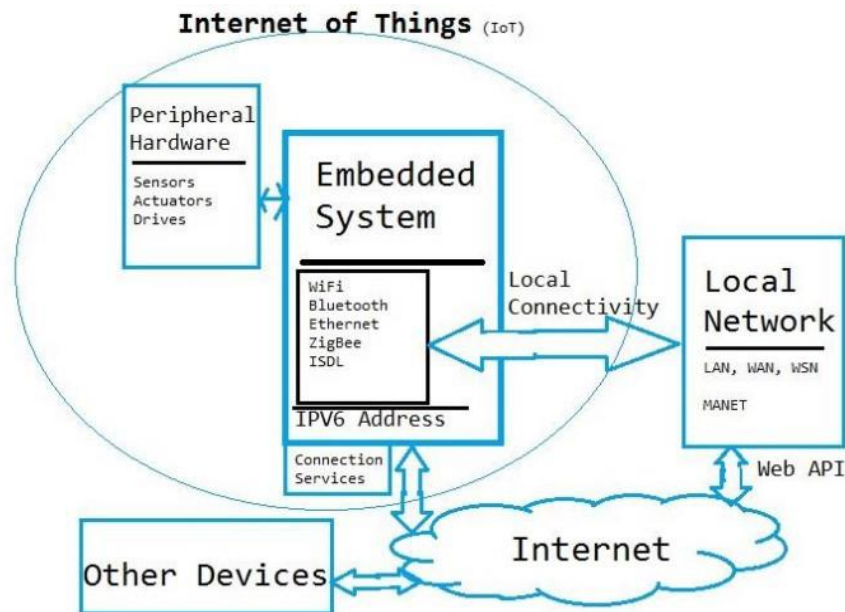 Internet of Things (IoT)
Peripheral
Hardware
Sensors
Actuators
Drives
Embedded
System
WiFi
Bluetooth
Ethernet
ZigBee
ISDL
IPV6 Address
Connection
Services
Local
Connectivity
Local
Network
LAN, WAN, WSN
MANET
Web API
Internet
Other Devices